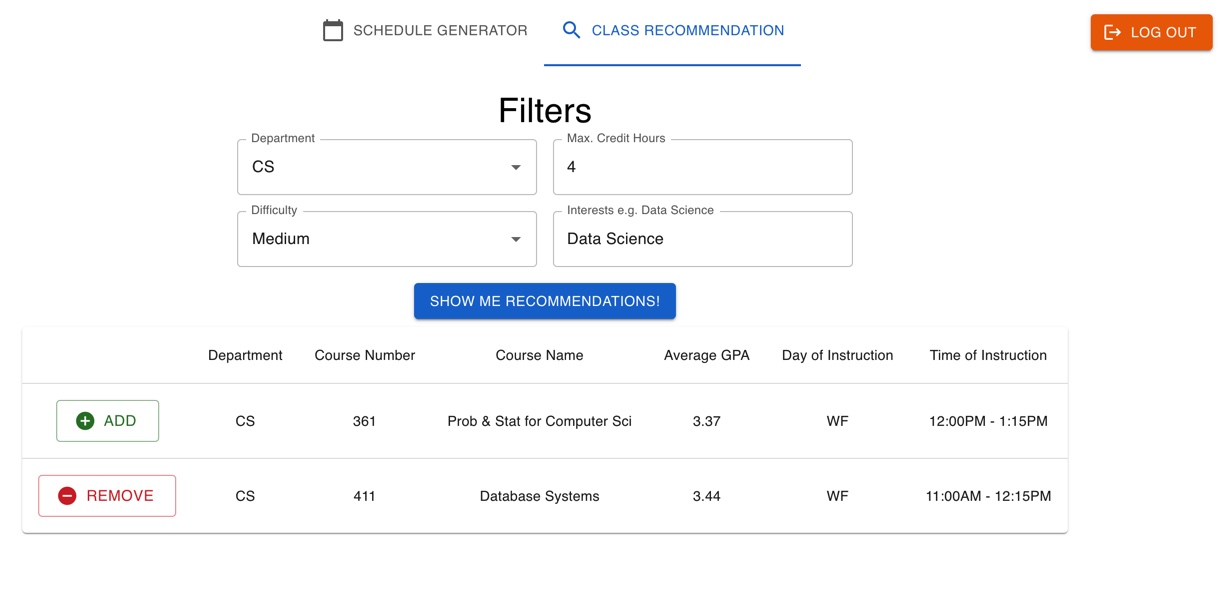 SCHEDULE GENERATOR CLASS RECOMMENDATION LOG OUT
Filters
Department Max. Credit Hours
CS 4
Difficulty Interests e.g. Data Science
Medium Data Science
SHOW ME RECOMMENDATIONS!
Department Course Number Course Name Average GPA Day of Instruction Time of Instruction
ADD CS 361 Prob & Stat for Computer Sci 3.37 WF 12:00PM - 1:15PM
REMOVE CS 411 Database Systems 3.44 WF 11:00AM - 12:15PM